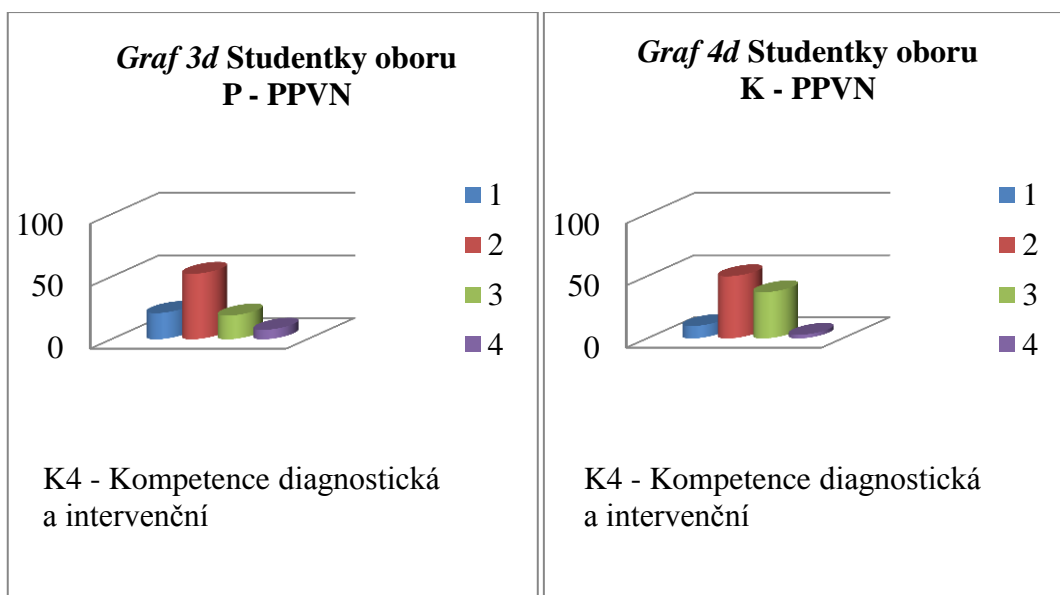 Graf 3d Studentky oboru
P - PPVN
100
50
0
1
2
3
4
K4 - Kompetence diagnostická
a intervenční
Graf 4d Studentky oboru
K - PPVN
100
50
0
1
2
3
4
K4 - Kompetence diagnostická
a intervenční